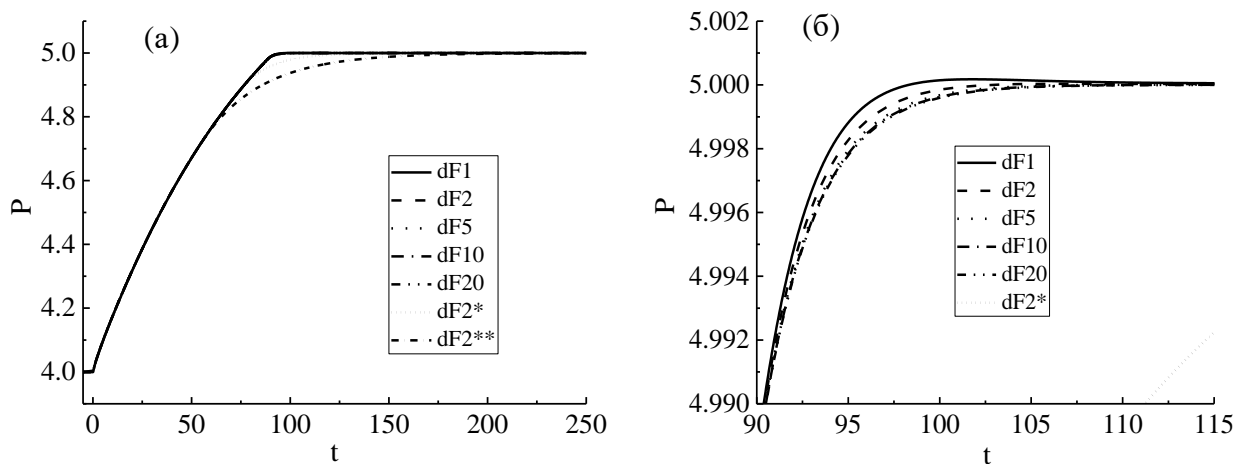 (а)
5.0
4.8
4.6
4.4
4.2
4.0
P
0
50
100
150
200
250
t
dF1
dF2
dF5
dF10
dF20
dF2*
dF2**
(б)
5.002
5.000
4.998
4.996
4.994
4.992
4.990
P
90
95
100
105
110
115
t
dF1
dF2
dF5
dF10
dF20
dF2*